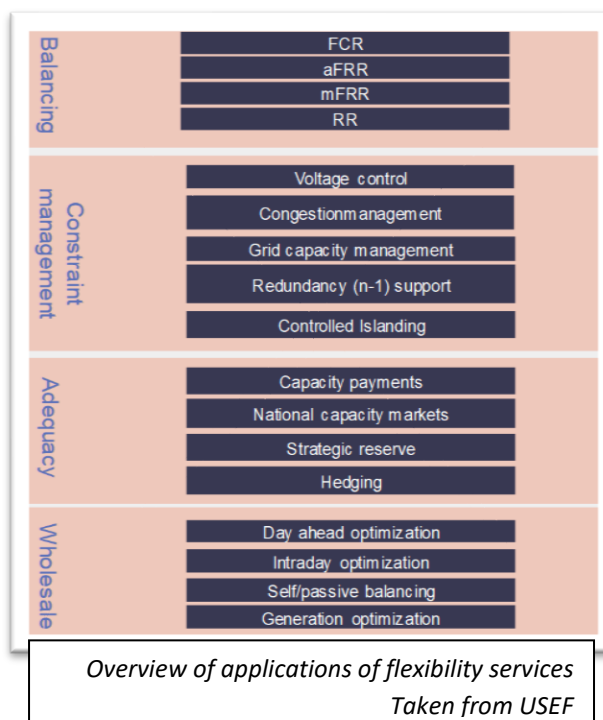 Balancing
FCR
aFRR
mFRR
RR
Constraint
management
Voltage control
Congestionmanagement
Grid capacity management
Redundancy (n-1) support
Controlled Islanding
Adequacy
Capacity payments
National capacity markets
Strategic reserve
Hedging
Wholesale
Day ahead optimization
Intraday optimization
Self/passive balancing
Generation optimization
Overview of applications of flexibility services
Taken from USEF